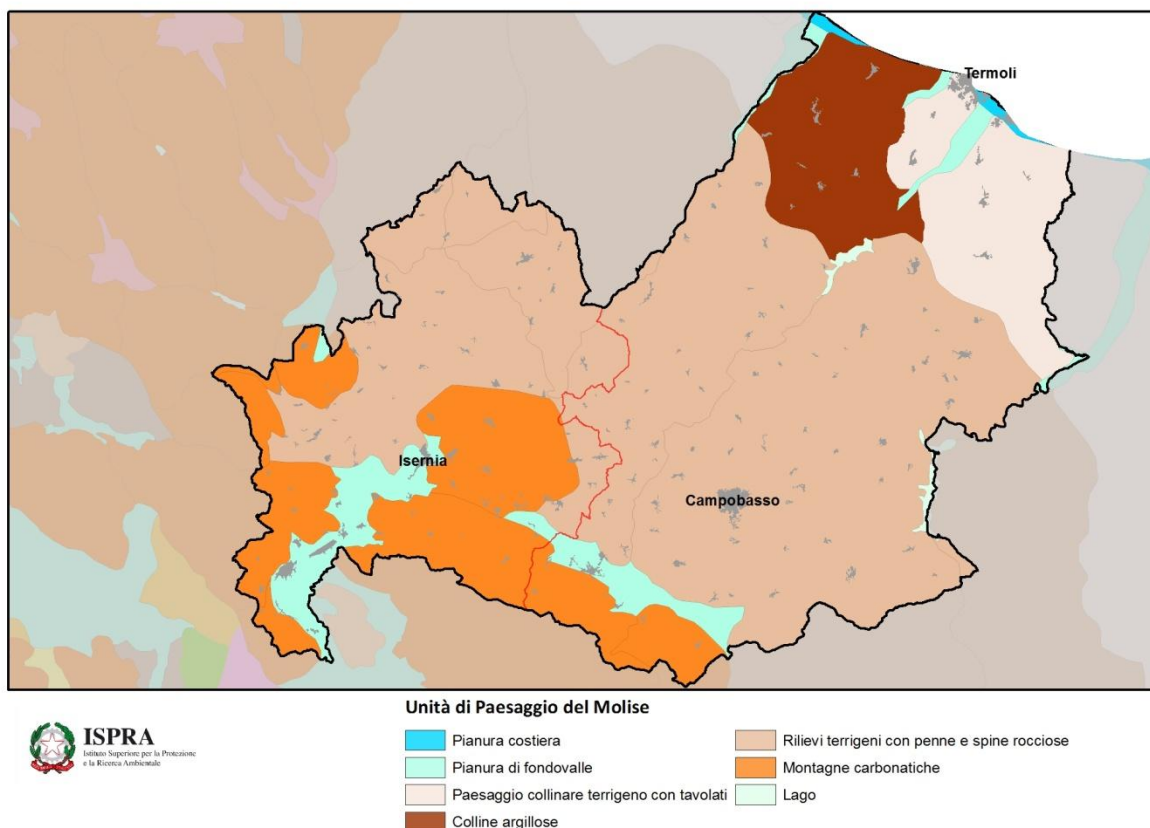 Termoli
Isernia
Campobasso
Unità di Paesaggio del Molise
ISPRA
Istituto Superiore per la Protezione
e la Ricerca Ambientale
Pianura costiera
Pianura di fondovalle
Paesaggio collinare terrigeno con tavolati
Colline argillose
Rilievi terrigeni con penne e spine rocciose
Montagne carbonatiche
Lago